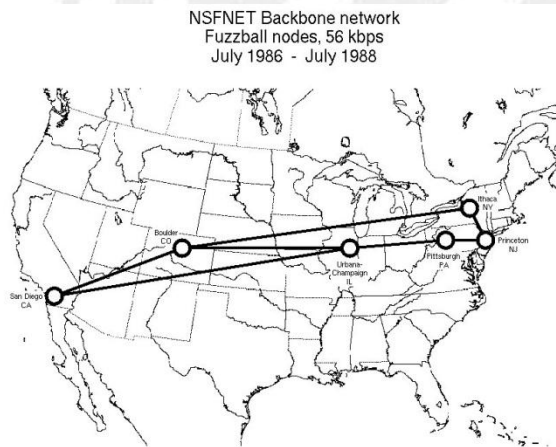 NSFNET Backbone network
Fuzzball nodes, 56 kbps
July 1986 - July 1988
Ithaca
NY
Boulder
CO
Princeton
NJ
Urbana-
Champaign
IL
Pittsburgh
PA
San Diego
CA